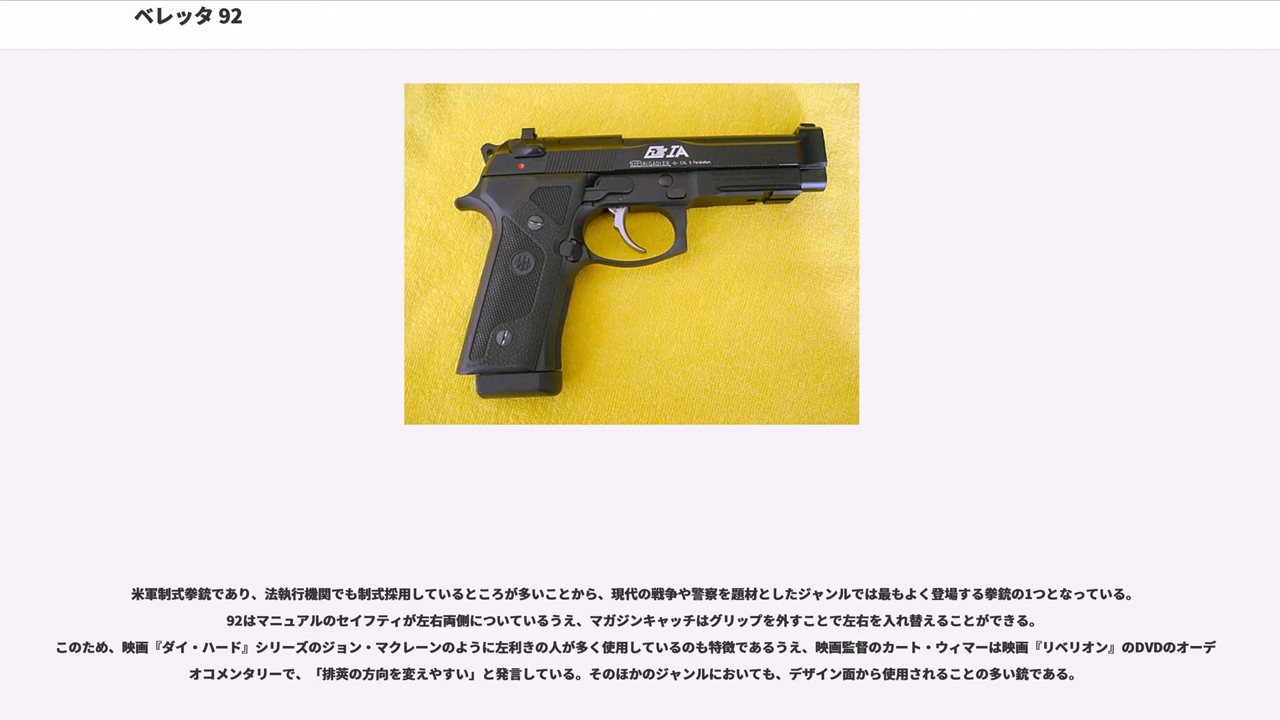 ベレッタ 92
IA
BRIGADIER
CAL. 9 Parabellum
米軍制式拳銃であり、法執行機関でも制式採用しているところが多いことから、現代の戦争や警察を題材としたジャンルでは最もよく登場する拳銃の1つとなっている。
92はマニュアルのセイフティが左右両側についているうえ、マガジンキャッチはグリップを外すことで左右を入れ替えることができる。
このため、映画『ダイ・ハード』シリーズのジョン・マクレーンのように左利きの人が多く使用しているのも特徴であるうえ、映画監督のカート・ウィマーは映画『リベリオン』のDVDのオーデ
オコメンタリーで、「排莢の方向を変えやすい」と発言している。そのほかのジャンルにおいても、デザイン面から使用されることの多い銃である。